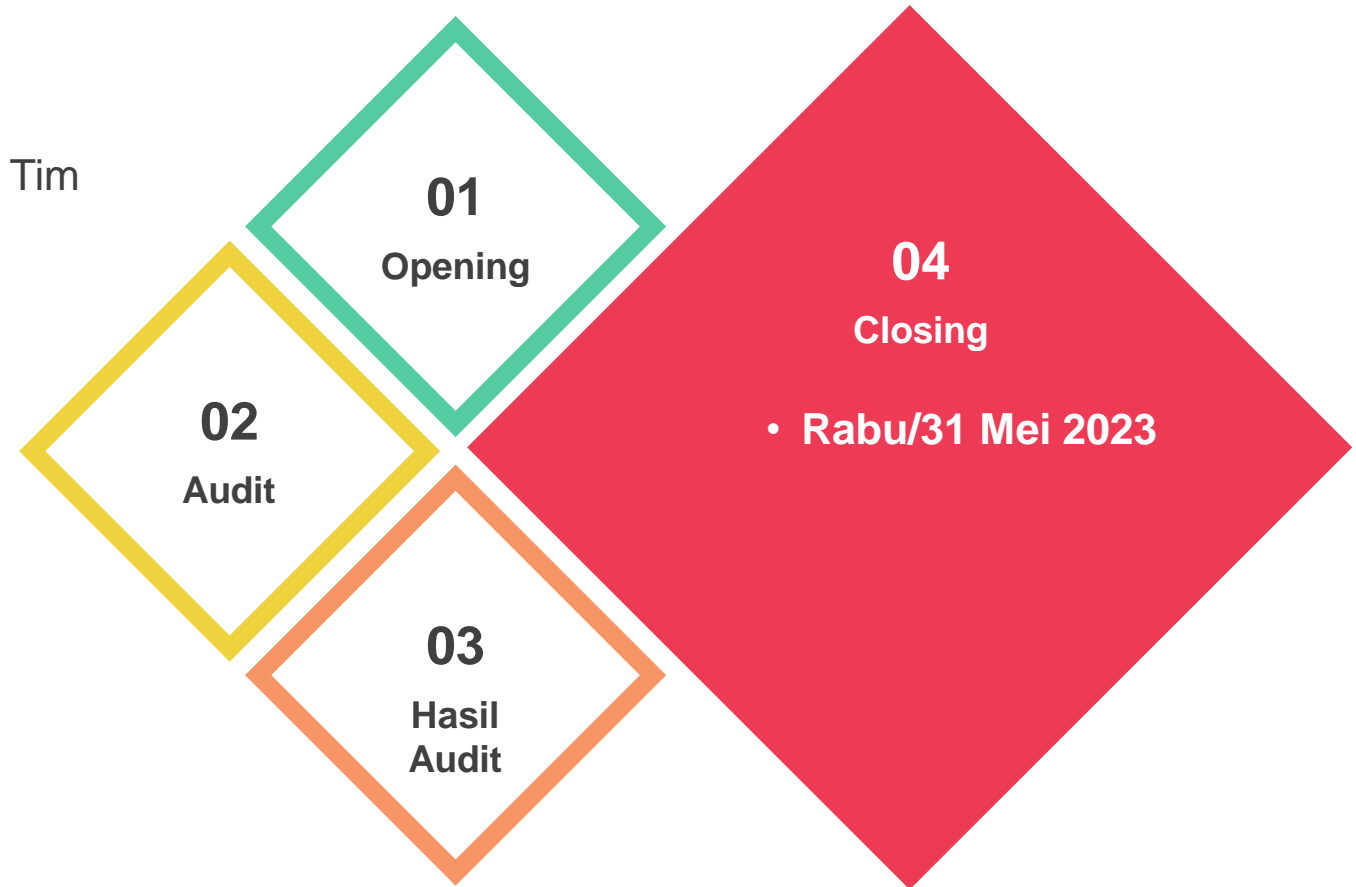 Tim
01
Opening
02
Audit
03
Hasil
Audit
04
Closing
• Rabu/31 Mei 2023